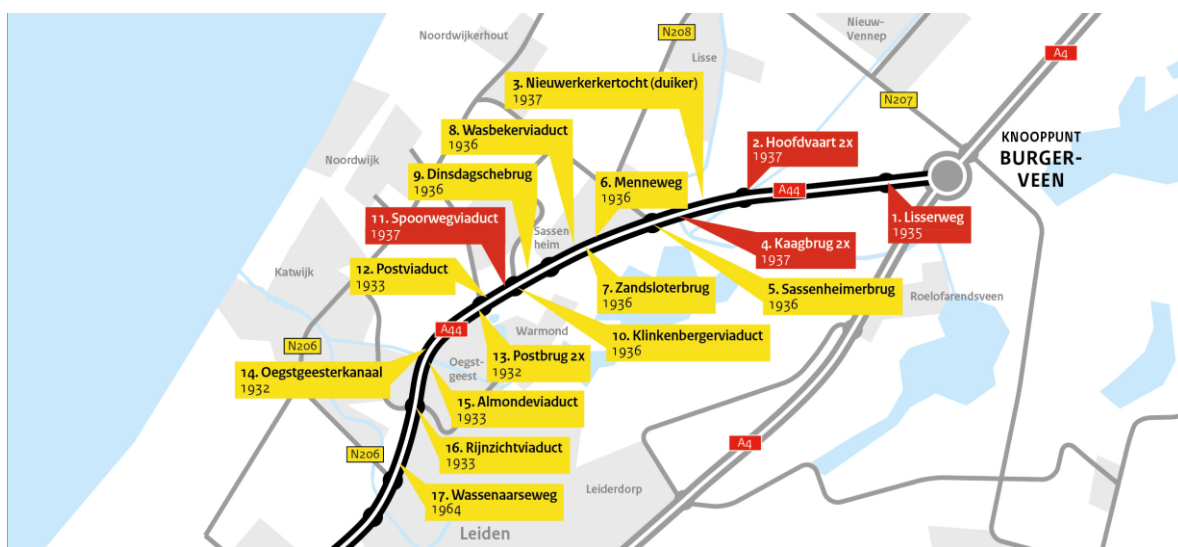 Noordwijkerhout
N208
Lisse
Nieuw-
Vennep
A4
3. Nieuwerkerkertocht (duiker)
1937
N207
8. Wasbekerviaduct
1936
2. Hoofdvaart 2x
1937
KNOOPPUNT
BURGER-
VEEN
Noordwijk
9. Dinsdagschebrug
1936
6. Menneweg
1936
A44
11. Spoorwegviaduct
1937
Sassen
heim
1. Lisserweg
1935
4. Kaagbrug 2x
1937
Katwijk
12. Postviaduct
1933
7. Zandsloterbrug
1936
5. Sassenheimerbrug
1936
Roelofarendsveen
A44
Warmond
10. Klinkenbergerviaduct
1936
N206
13. Postbrug 2x
1932
Oegst-
geest
14. Oegstgeesterkanaal
1932
15. Almondeviaduct
1933
16. Rijnzichtviaduct
1933
A4
N206
17. Wassenaarseweg
1964
Leiderdorp
Leiden